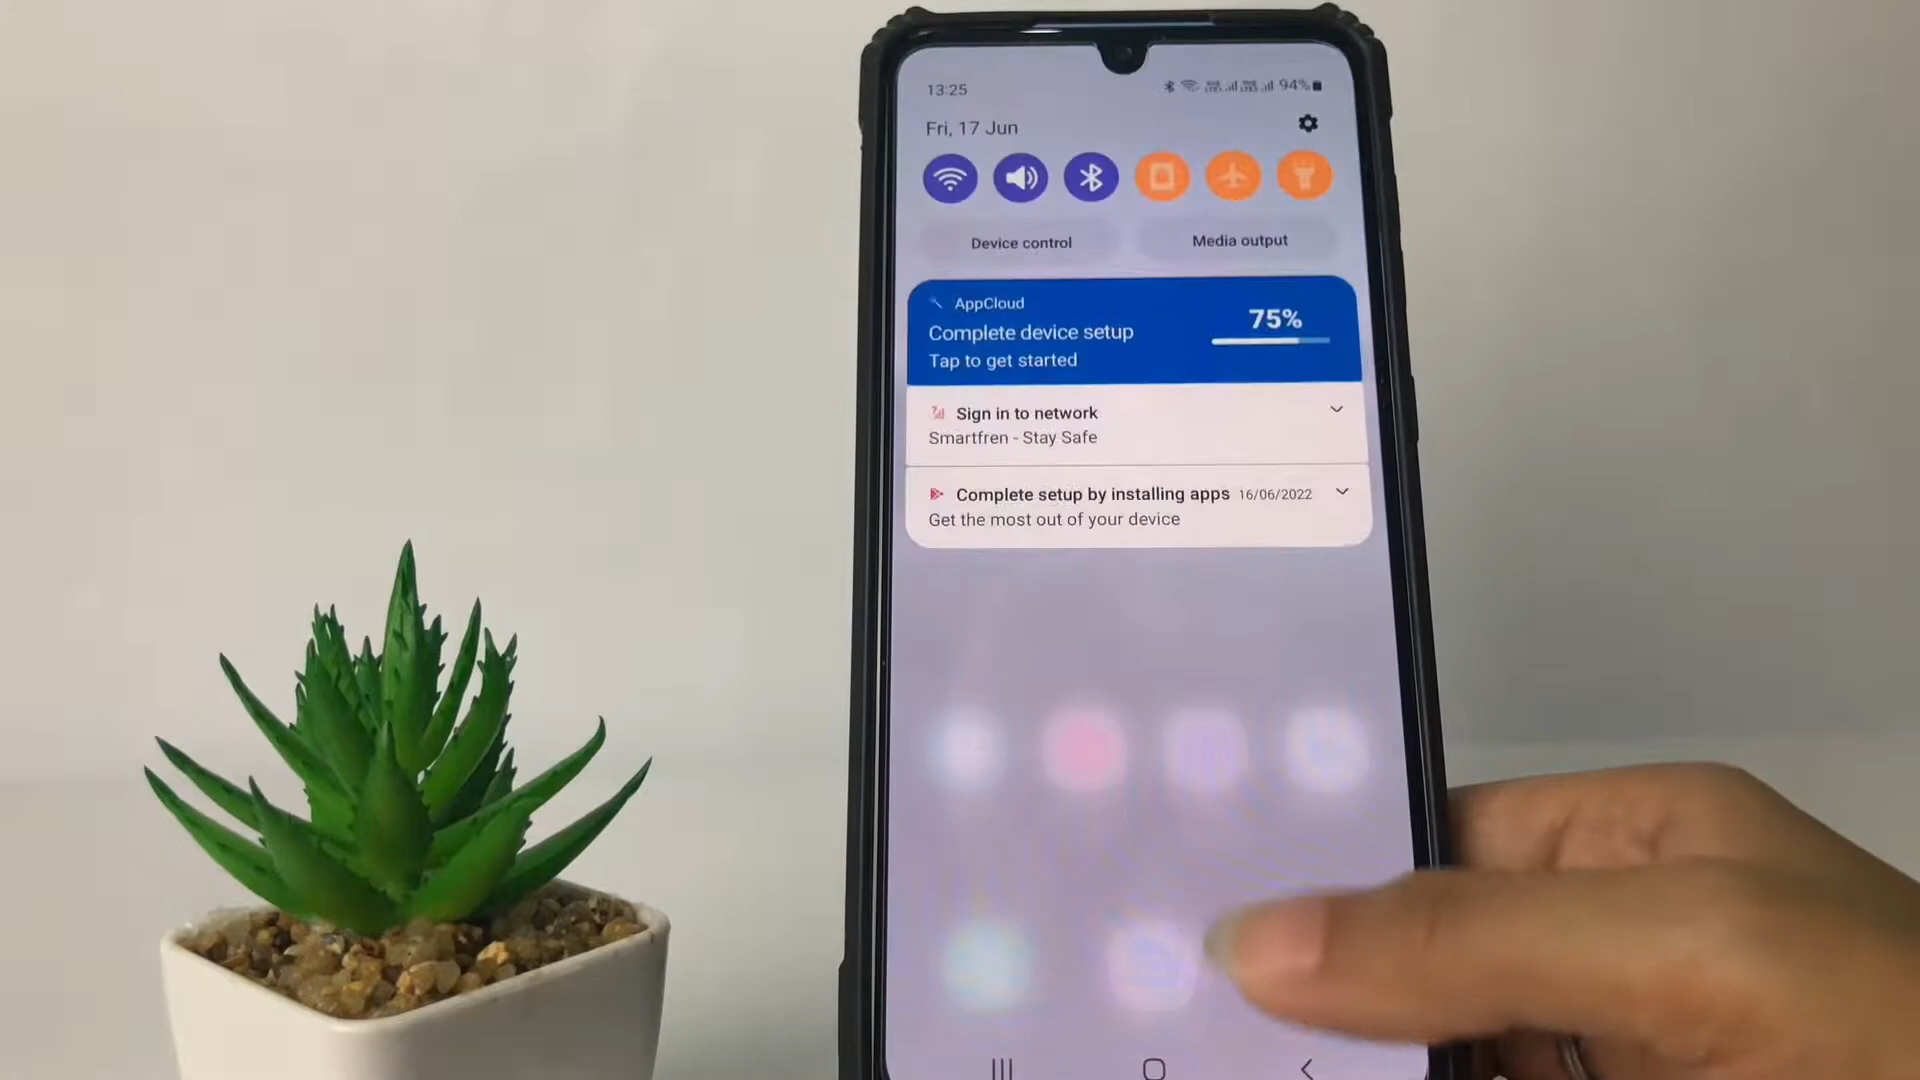 13:25
94%
Fri, 17 Jun
Device control
Media output
AppCloud
Complete device setup
75%
Tap to get started
Sign in to network
Smartfren - Stay Safe
Complete setup by installing apps 16/06/2022
Get the most out of your device